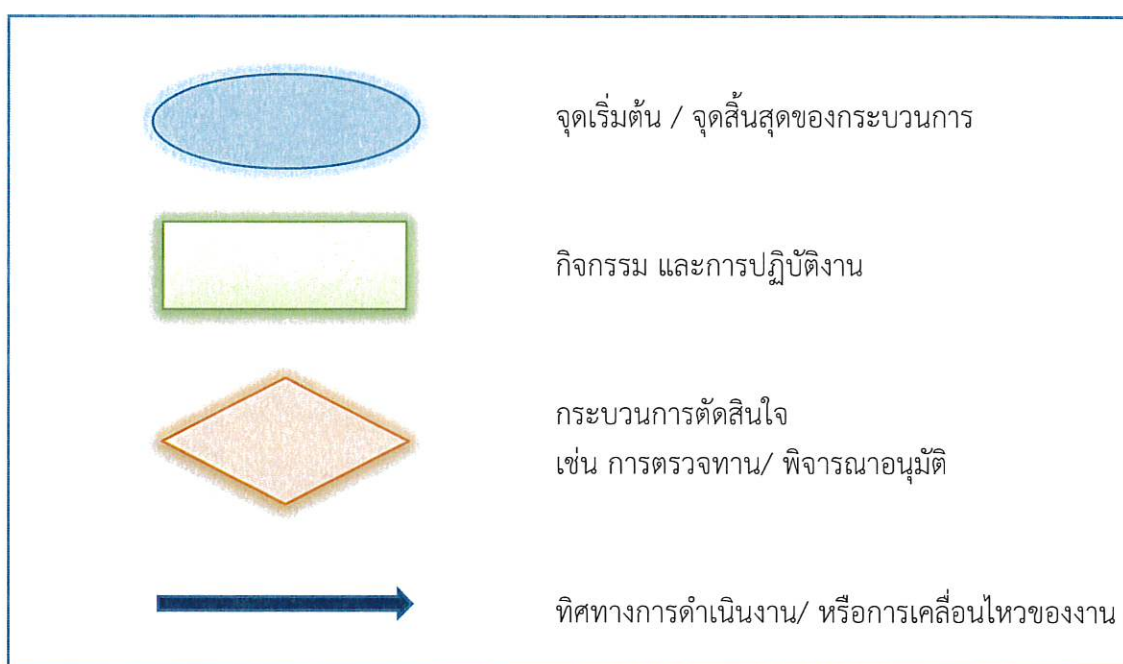 จุดเริ่มต้น / จุดสิ้นสุดของกระบวนการ
กิจกรรม และการปฏิบัติงาน
กระบวนการตัดสินใจ
เช่น การตรวจทาน/ พิจารณาอนุมัติ
ทิศทางการดำเนินงาน/ หรือการเคลื่อนไหวของงาน